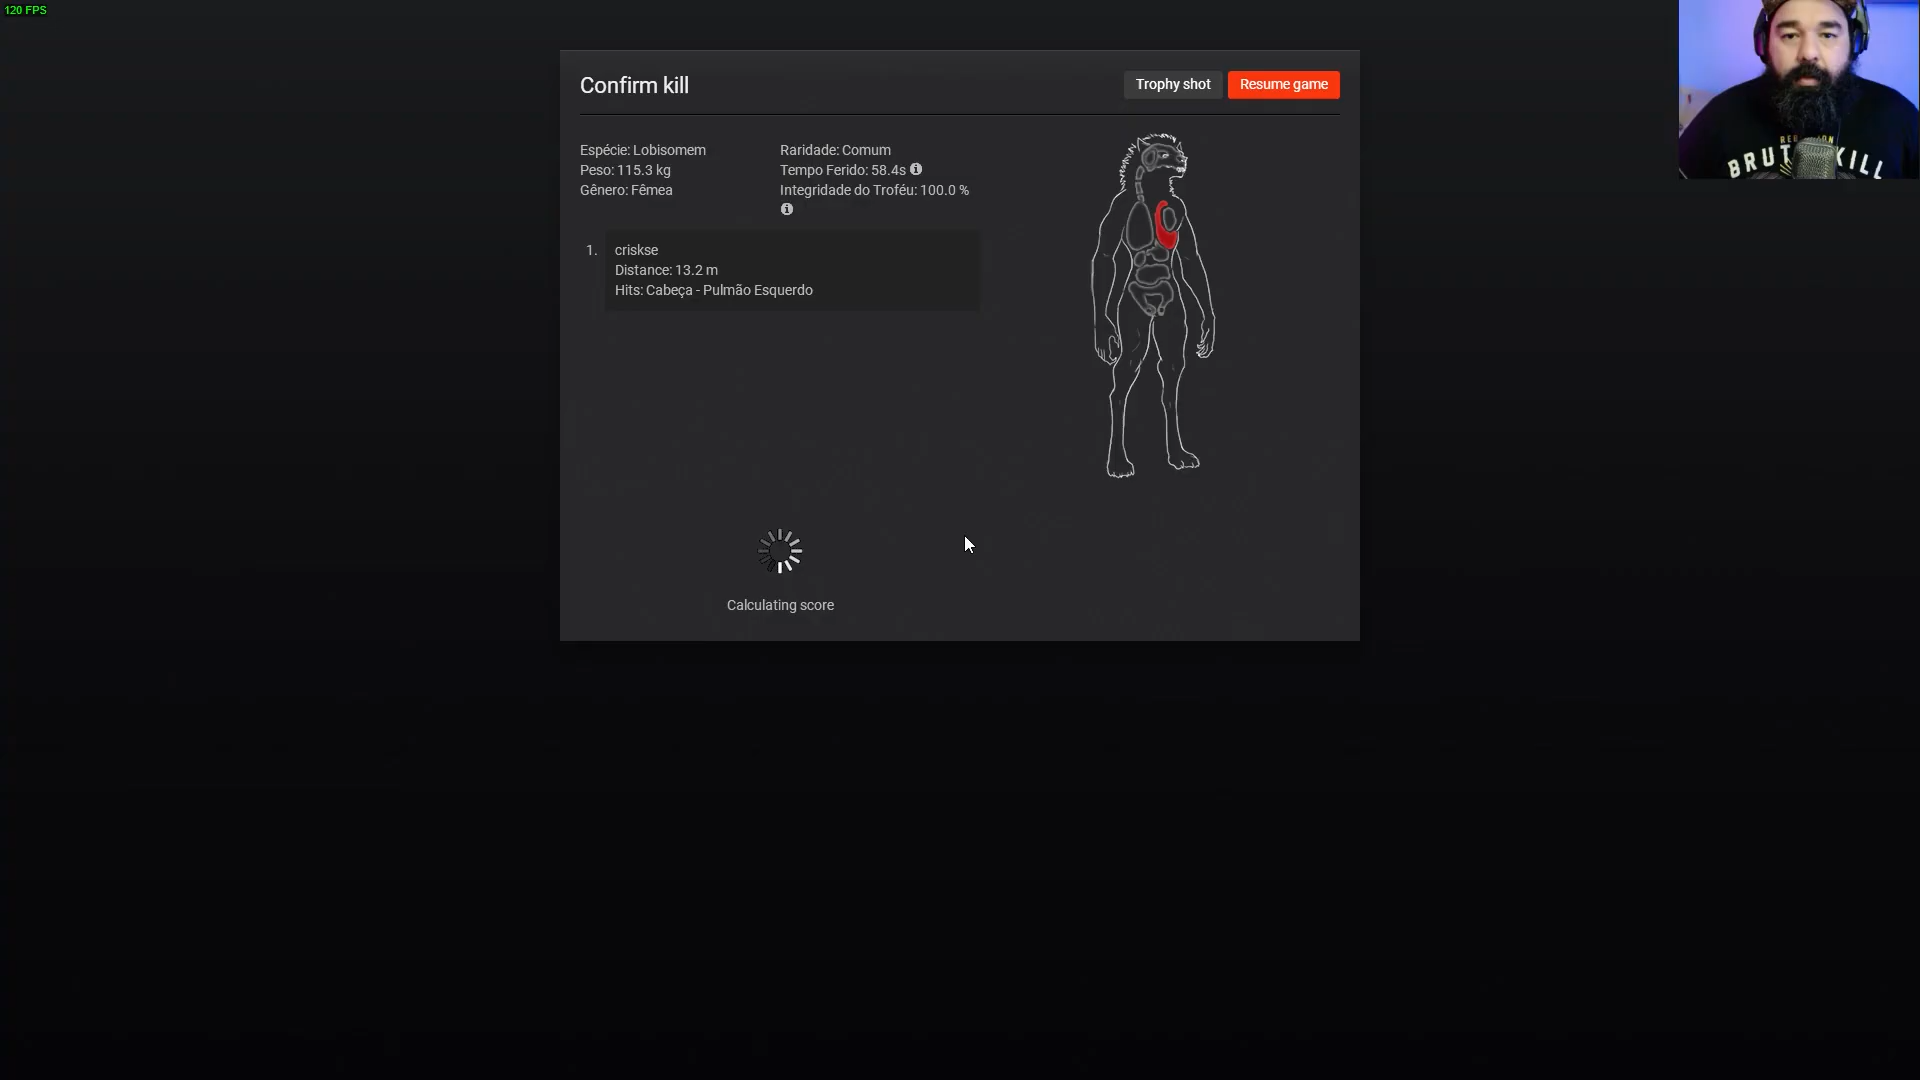 120 FPS
Confirm kill
Trophy shot
Resume game
Espécie: Lobisomem
Peso: 115.3 kg
Gênero: Fêmea
Raridade: Comum
Tempo Ferido: 58.4s
Integridade do Troféu: 100.0 %
1.
criskse
Distance: 13.2 m
Hits: Cabeça - Pulmão Esquerdo
Calculating score